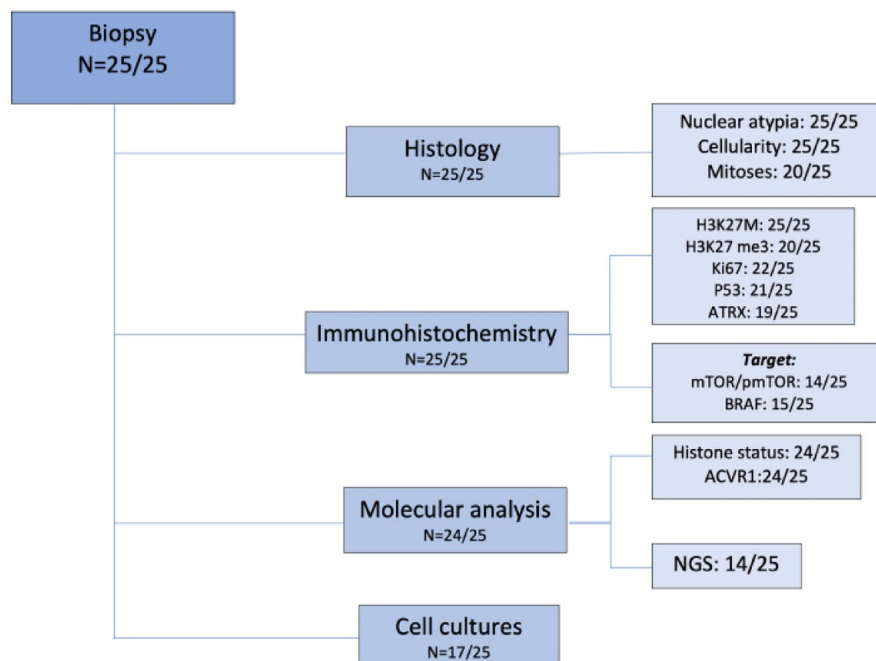 Biopsy
N=25/25
Histology
N=25/25
Nuclear atypia: 25/25
Cellularity: 25/25
Mitoses: 20/25
Immunohistochemistry
N=25/25
H3K27M: 25/25
H3K27 me3: 20/25
Ki67: 22/25
P53: 21/25
ATRX: 19/25
Target:
mTOR/pmTOR: 14/25
BRAF: 15/25
Molecular analysis
N=24/25
Histone status: 24/25
ACVR1:24/25
NGS: 14/25
Cell cultures
N=17/25